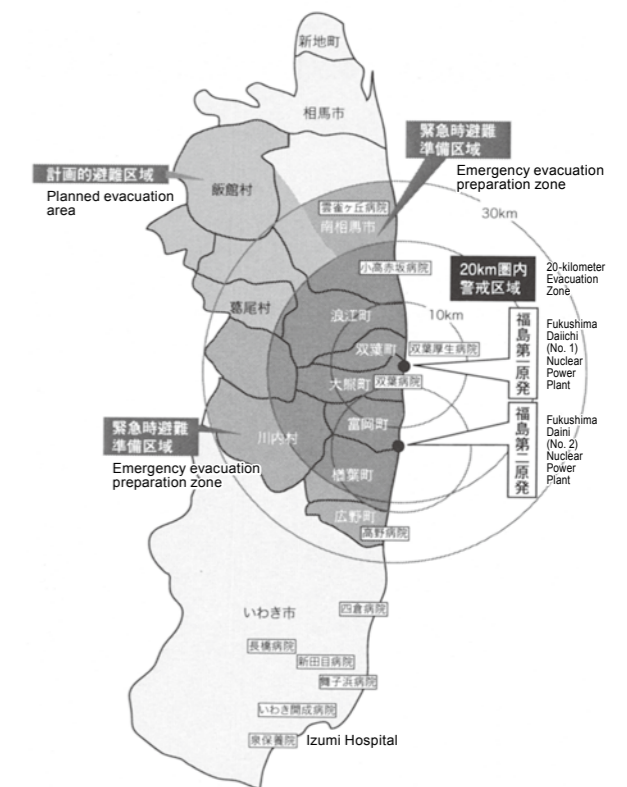 新地町
相馬市
緊急時避難
準備区域
Emergency evacuation
preparation zone
計画的避難区域
Planned evacuation
area
飯館村
30km
雲雀ヶ丘病院
南相馬市
小高赤坂病院
20km圏内
警戒区域
20-kilometer
Evacuation
Zone
葛尾村
浪江町
10km
双葉町
双葉厚生病院
福島第一原発
Fukushima
Daiichi
(No. 1)
Nuclear
Power
Plant
大熊町
双葉病院
富岡町
福島第二原発
Fukushima
Daini
(No. 2)
Nuclear
Power
Plant
緊急時避難
準備区域
Emergency evacuation
preparation zone
川内村
楢葉町
広野町
高野病院
いわき市
四倉病院
長橋病院
新田目病院
舞子浜病院
いわき開成病院
泉保養院
Izumi Hospital